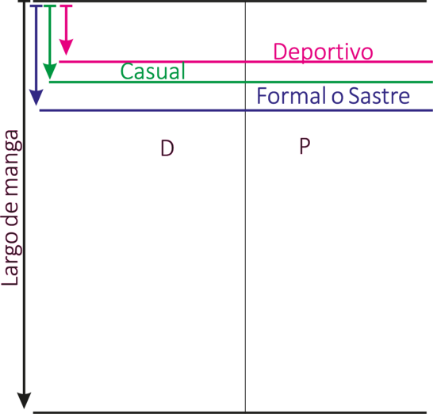 Deportivo
Casual
Formal o Sastre
D
P
Largo de manga